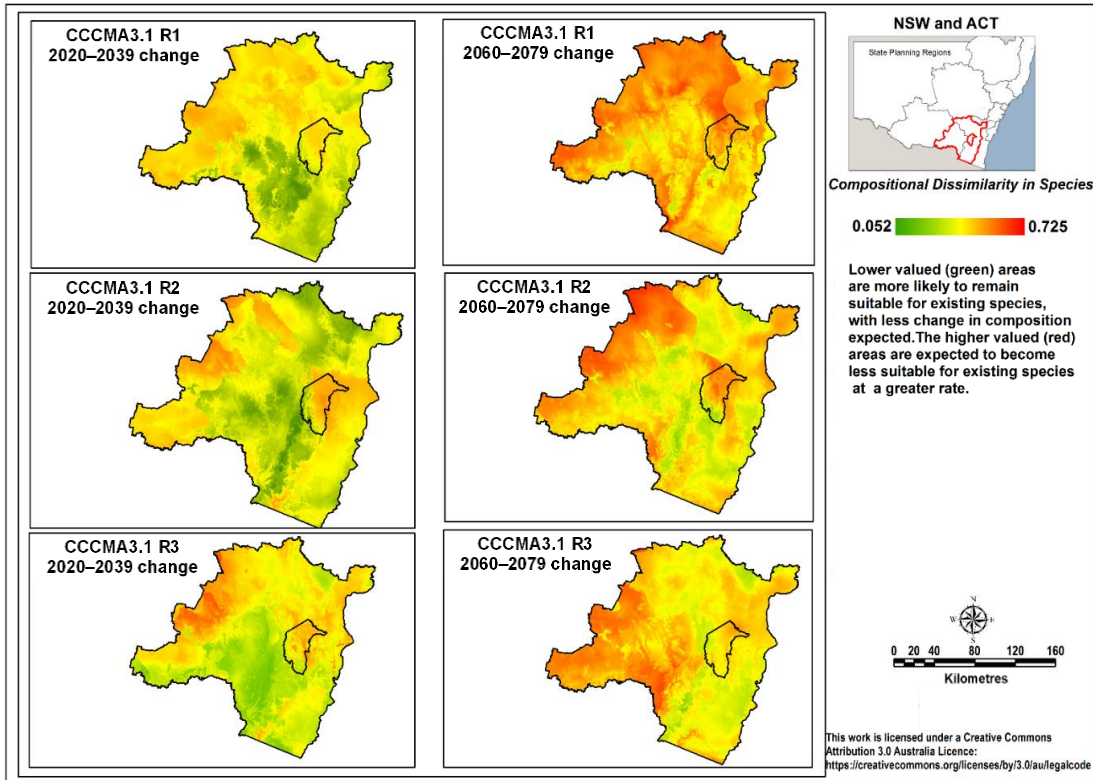 CCCMA3.1 R1
2020–2039 change
CCCMA3.1 R1
2060–2079 change
CCCMA3.1 R2
2020–2039 change
CCCMA3.1 R2
2060–2079 change
CCCMA3.1 R3
2020–2039 change
CCCMA3.1 R3
2060–2079 change
NSW and ACT
State Planning Regions
Compositional Dissimilarity in Species
0.052 0.725
Lower valued (green) areas
are more likely to remain
suitable for existing species,
with less change in composition
expected.The higher valued (red)
areas are expected to become
less suitable for existing species
at a greater rate.
N
W E
S
0 10 20 40 80 120 160
Kilometres
This work is licensed under a Creative Commons
Attribution 3.0 Australia Licence:
https://creativecommons.org/licenses/by/3.0/au/legalcode